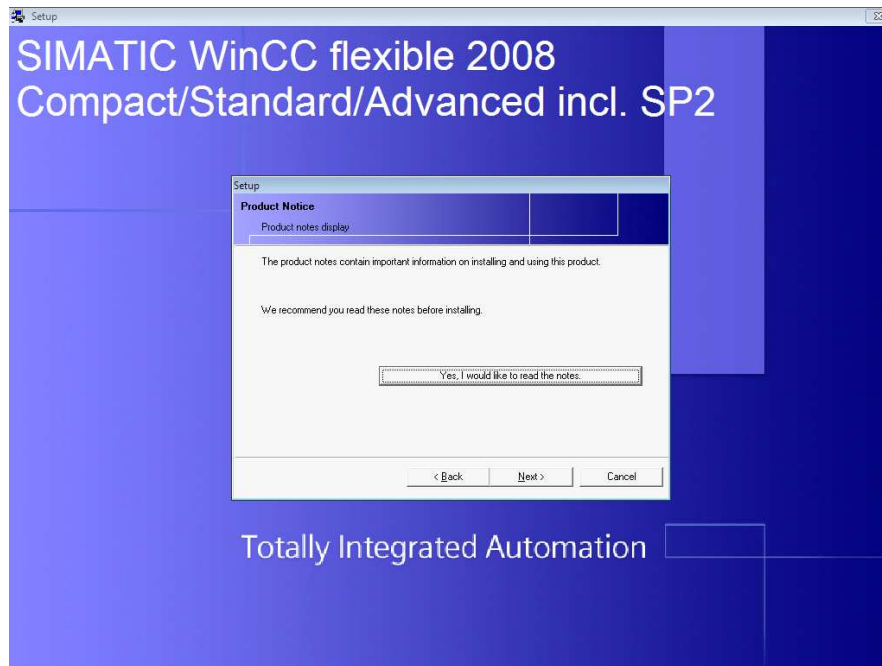 Setup
SIMATIC WinCC flexible 2008
Compact/Standard/Advanced incl. SP2
Setup
Product Notice
Product notes display
The product notes contain important information on installing and using this product.
We recommend you read these notes before installing.
Yes, I would like to read the notes.
< Back
Next >
Cancel
Totally Integrated Automation